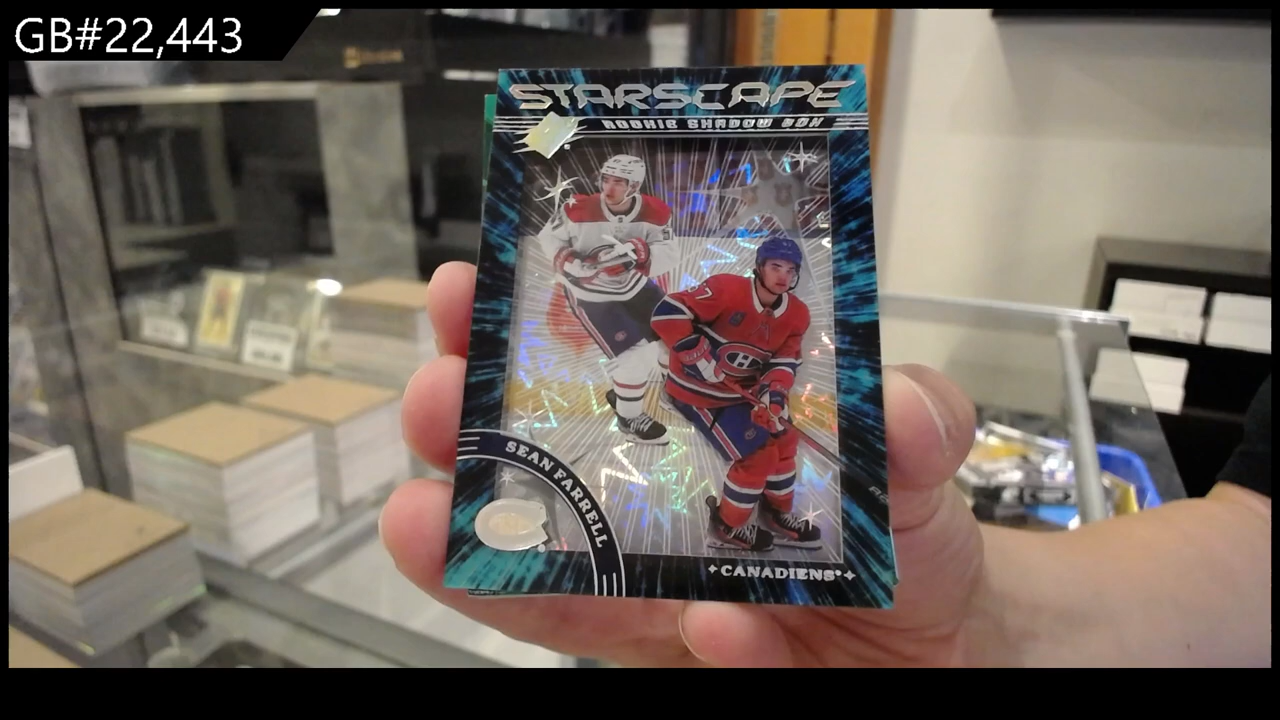 GB#22,443
STARSCAPE
ROOKIE SHADOW BOX
SEAN FARRELL
CANADIENS